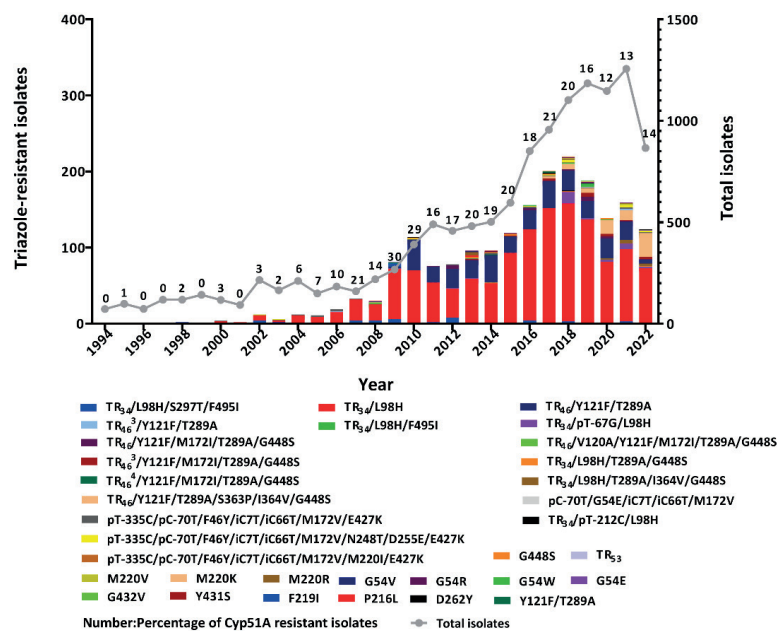 400
1500
300
1000
200
500
100
0
0
Triazole-resistant isolates
Total isolates
0 1 0 0 2 0 3 0 3 2 6 7 10 21 14 30 29 16 17 20 19 20 18 21 20 16 12 13 14
1994 1996 1998 2000 2002 2004 2006 2008 2010 2012 2014 2016 2018 2020 2022
Year
TR34/L98H/S297T/F495I TR34/L98H TR46/Y121F/T289A
TR46³/Y121F/T289A TR34/L98H/F495I TR34/pT-67G/L98H
TR46/Y121F/M172I/T289A/G448S TR46/V120A/Y121F/M172I/T289A/G448S
TR46³/Y121F/M172I/T289A/G448S TR34/L98H/T289A/G448S
TR46⁴/Y121F/M172I/T289A/G448S TR34/L98H/T289A/I364V/G448S
TR46/Y121F/T289A/S363P/I364V/G448S pC-70T/G54E/iC7T/iC66T/M172V
pT-335C/pC-70T/F46Y/iC7T/iC66T/M172V/E427K TR34/pT-212C/L98H
pT-335C/pC-70T/F46Y/iC7T/iC66T/M172V/N248T/D255E/E427K
pT-335C/pC-70T/F46Y/iC7T/iC66T/M172V/M220I/E427K G448S TR53
M220V M220K M220R G54V G54R G54W G54E
G432V Y431S F219I P216L D262Y Y121F/T289A
Number:Percentage of Cyp51A resistant isolates Total isolates